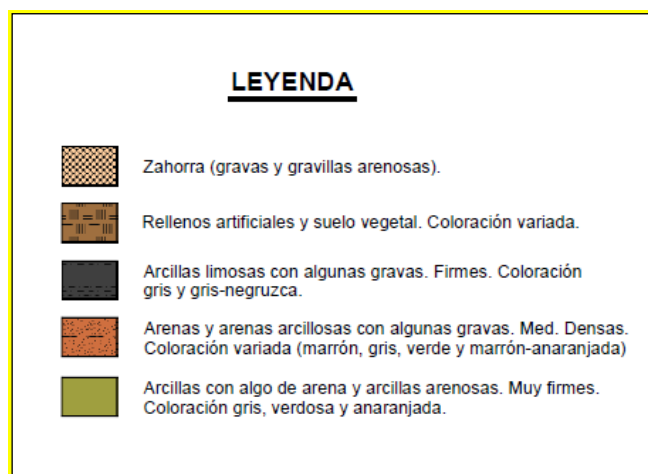 LEYENDA
Zahorra (gravas y gravillas arenosas).
Rellenos artificiales y suelo vegetal. Coloración variada.
Arcillas limosas con algunas gravas. Firmes. Coloración
gris y gris-negruzca.
Arenas y arenas arcillosas con algunas gravas. Med. Densas.
Coloración variada (marrón, gris, verde y marrón-anaranjada)
Arcillas con algo de arena y arcillas arenosas. Muy firmes.
Coloración gris, verdosa y anaranjada.